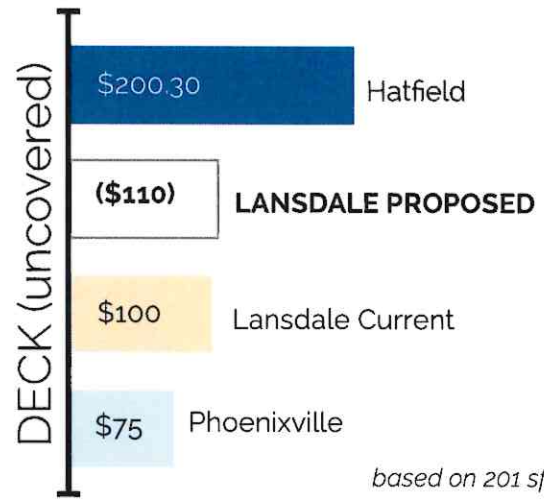 DECK (uncovered)
$200.30 Hatfield
($110) LANSDALE PROPOSED
$100 Lansdale Current
$75 Phoenixville
based on 201 sf